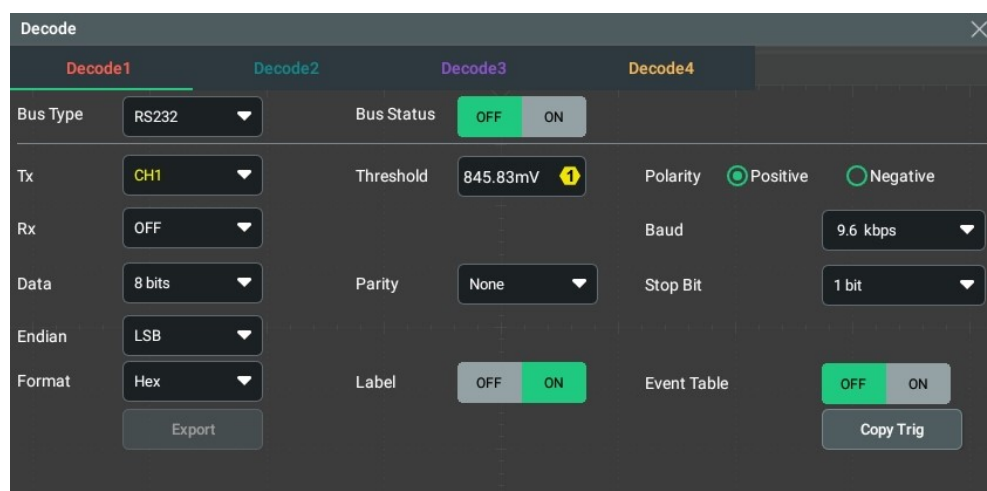 Decode
Decode1 Decode2 Decode3 Decode4
Bus Type RS232 Bus Status OFF ON
Tx CH1 Threshold 845.83mV 1 Polarity Positive Negative
Rx OFF Baud 9.6 kbps
Data 8 bits Parity None Stop Bit 1 bit
Endian LSB
Format Hex Label OFF ON Event Table OFF ON
Export Copy Trig